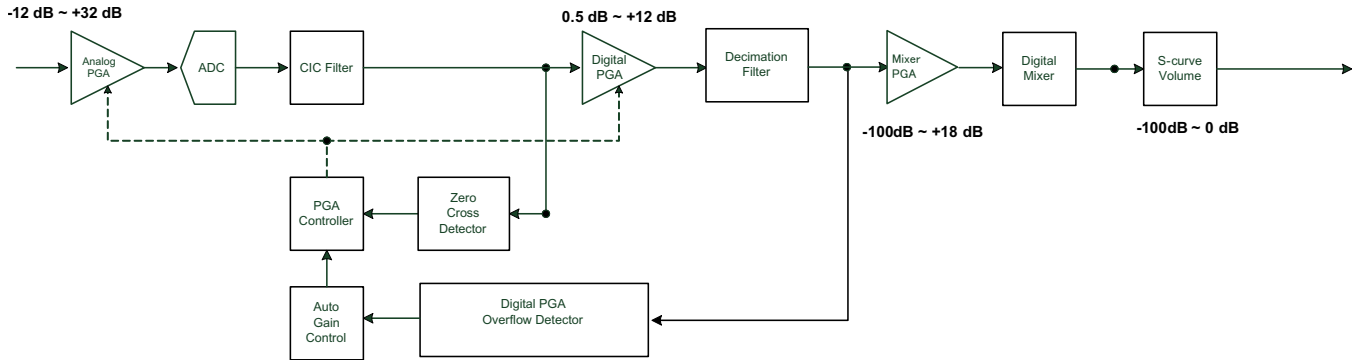 -12 dB ~ +32 dB
0.5 dB ~ +12 dB
Analog
PGA
ADC
CIC Filter
Digital
PGA
Decimation
Filter
Mixer
PGA
Digital
Mixer
S-curve
Volume
-100dB ~ +18 dB
-100dB ~ 0 dB
PGA
Controller
Zero
Cross
Detector
Auto
Gain
Control
Digital PGA
Overflow Detector